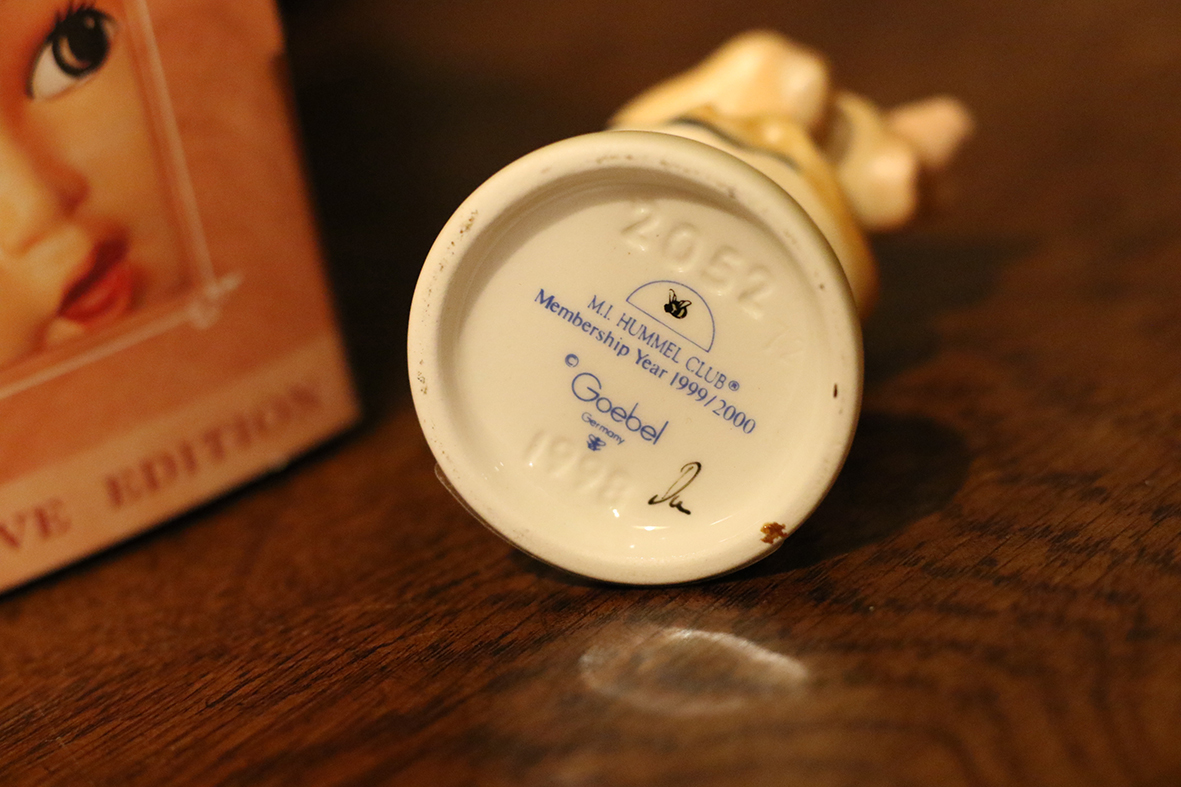 VE EDITION
2052
M.I. HUMMEL CLUB®
Membership Year 1999/2000
© Goebel
Germany
1998